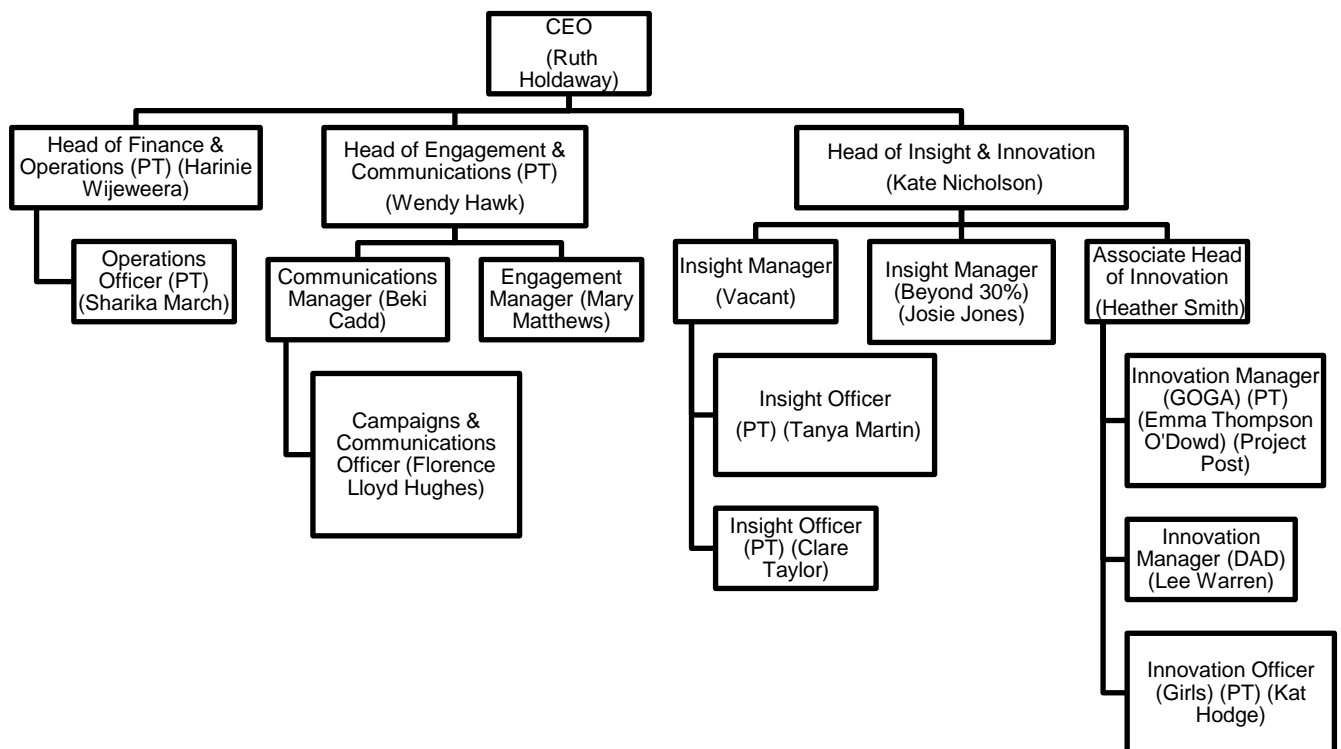 CEO
(Ruth
Holdaway)
Head of Finance &
Operations (PT) (Harinie
Wijeweera)
Head of Engagement &
Communications (PT)
(Wendy Hawk)
Head of Insight & Innovation
(Kate Nicholson)
Operations
Officer (PT)
(Sharika March)
Communications
Manager (Beki
Cadd)
Engagement
Manager (Mary
Matthews)
Insight Manager
(Vacant)
Insight Manager
(Beyond 30%)
(Josie Jones)
Associate Head
of Innovation
(Heather Smith)
Campaigns &
Communications
Officer (Florence
Lloyd Hughes)
Insight Officer
(PT) (Tanya Martin)
Insight Officer
(PT) (Clare
Taylor)
Innovation Manager
(GOGA) (PT)
(Emma Thompson
O'Dowd) (Project
Post)
Innovation
Manager (DAD)
(Lee Warren)
Innovation Officer
(Girls) (PT) (Kat
Hodge)